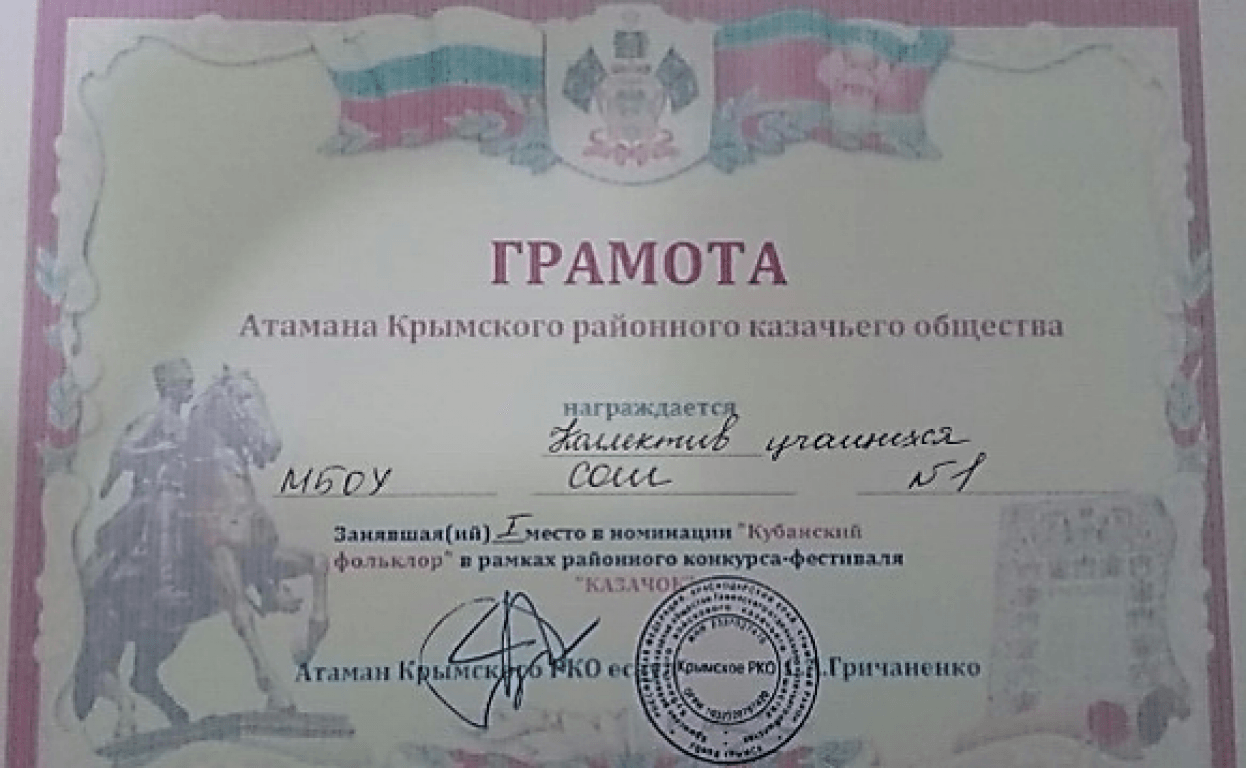 ГРАМОТА
Атамана Крымского районного казачьего общества
награждается
Коллектив учащихся
МБОУ СОШ №1
Занявшая(ий) I место в номинации "Кубанский
фольклор" в рамках районного конкурса-фестиваля
"КАЗАЧОК"
Атаман Крымского РКО Гричаненко
Крымское РКО